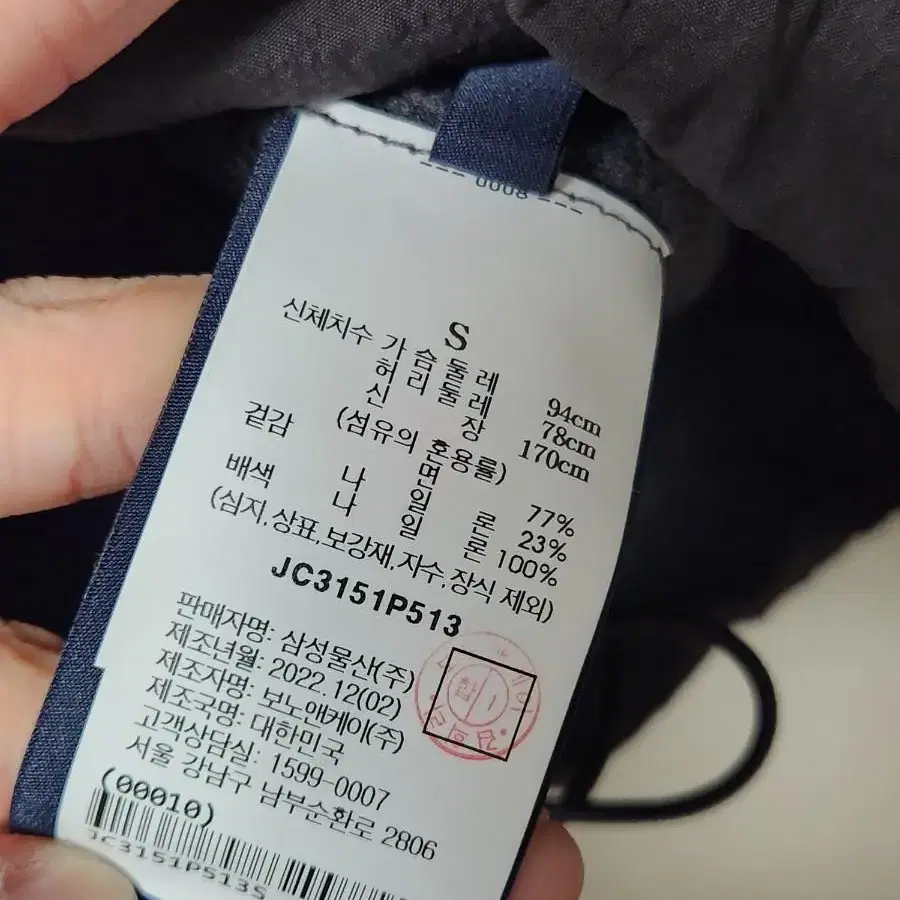 --- 0008 ---
S
신체치수 가슴둘레 94cm
허리둘레 78cm
신장 170cm
(섬유의 혼용률)
겉감 면 77%
나일론 23%
배색 나일론 100%
(심지,상표,보강재,자수,장식 제외)
JC3151P513
판매자명: 삼성물산(주)
제조년월: 2022.12(02)
제조자명: 보노앤케이(주)
제조국명: 대한민국
고객상담실: 1599-0007
서울 강남구 남부순환로 2806
(00010)
JC3151P513S